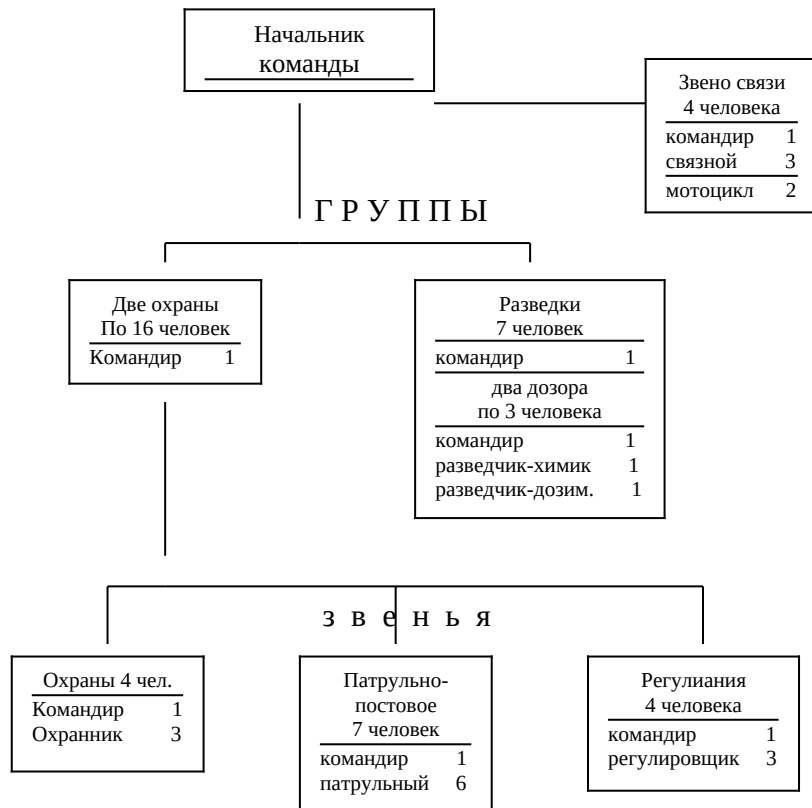 Начальник
команды
Звено связи
4 человека
командир 1
связной 3
мотоцикл 2
ГРУППЫ
Две охраны
По 16 человек
Командир 1
Разведки
7 человек
командир 1
два дозора
по 3 человека
командир 1
разведчик-химик 1
разведчик-дозим. 1
звенья
Охраны 4 чел.
Командир 1
Охранник 3
Патрульно-
постовое
7 человек
командир 1
патрульный 6
Регулиания
4 человека
командир 1
регулировщик 3